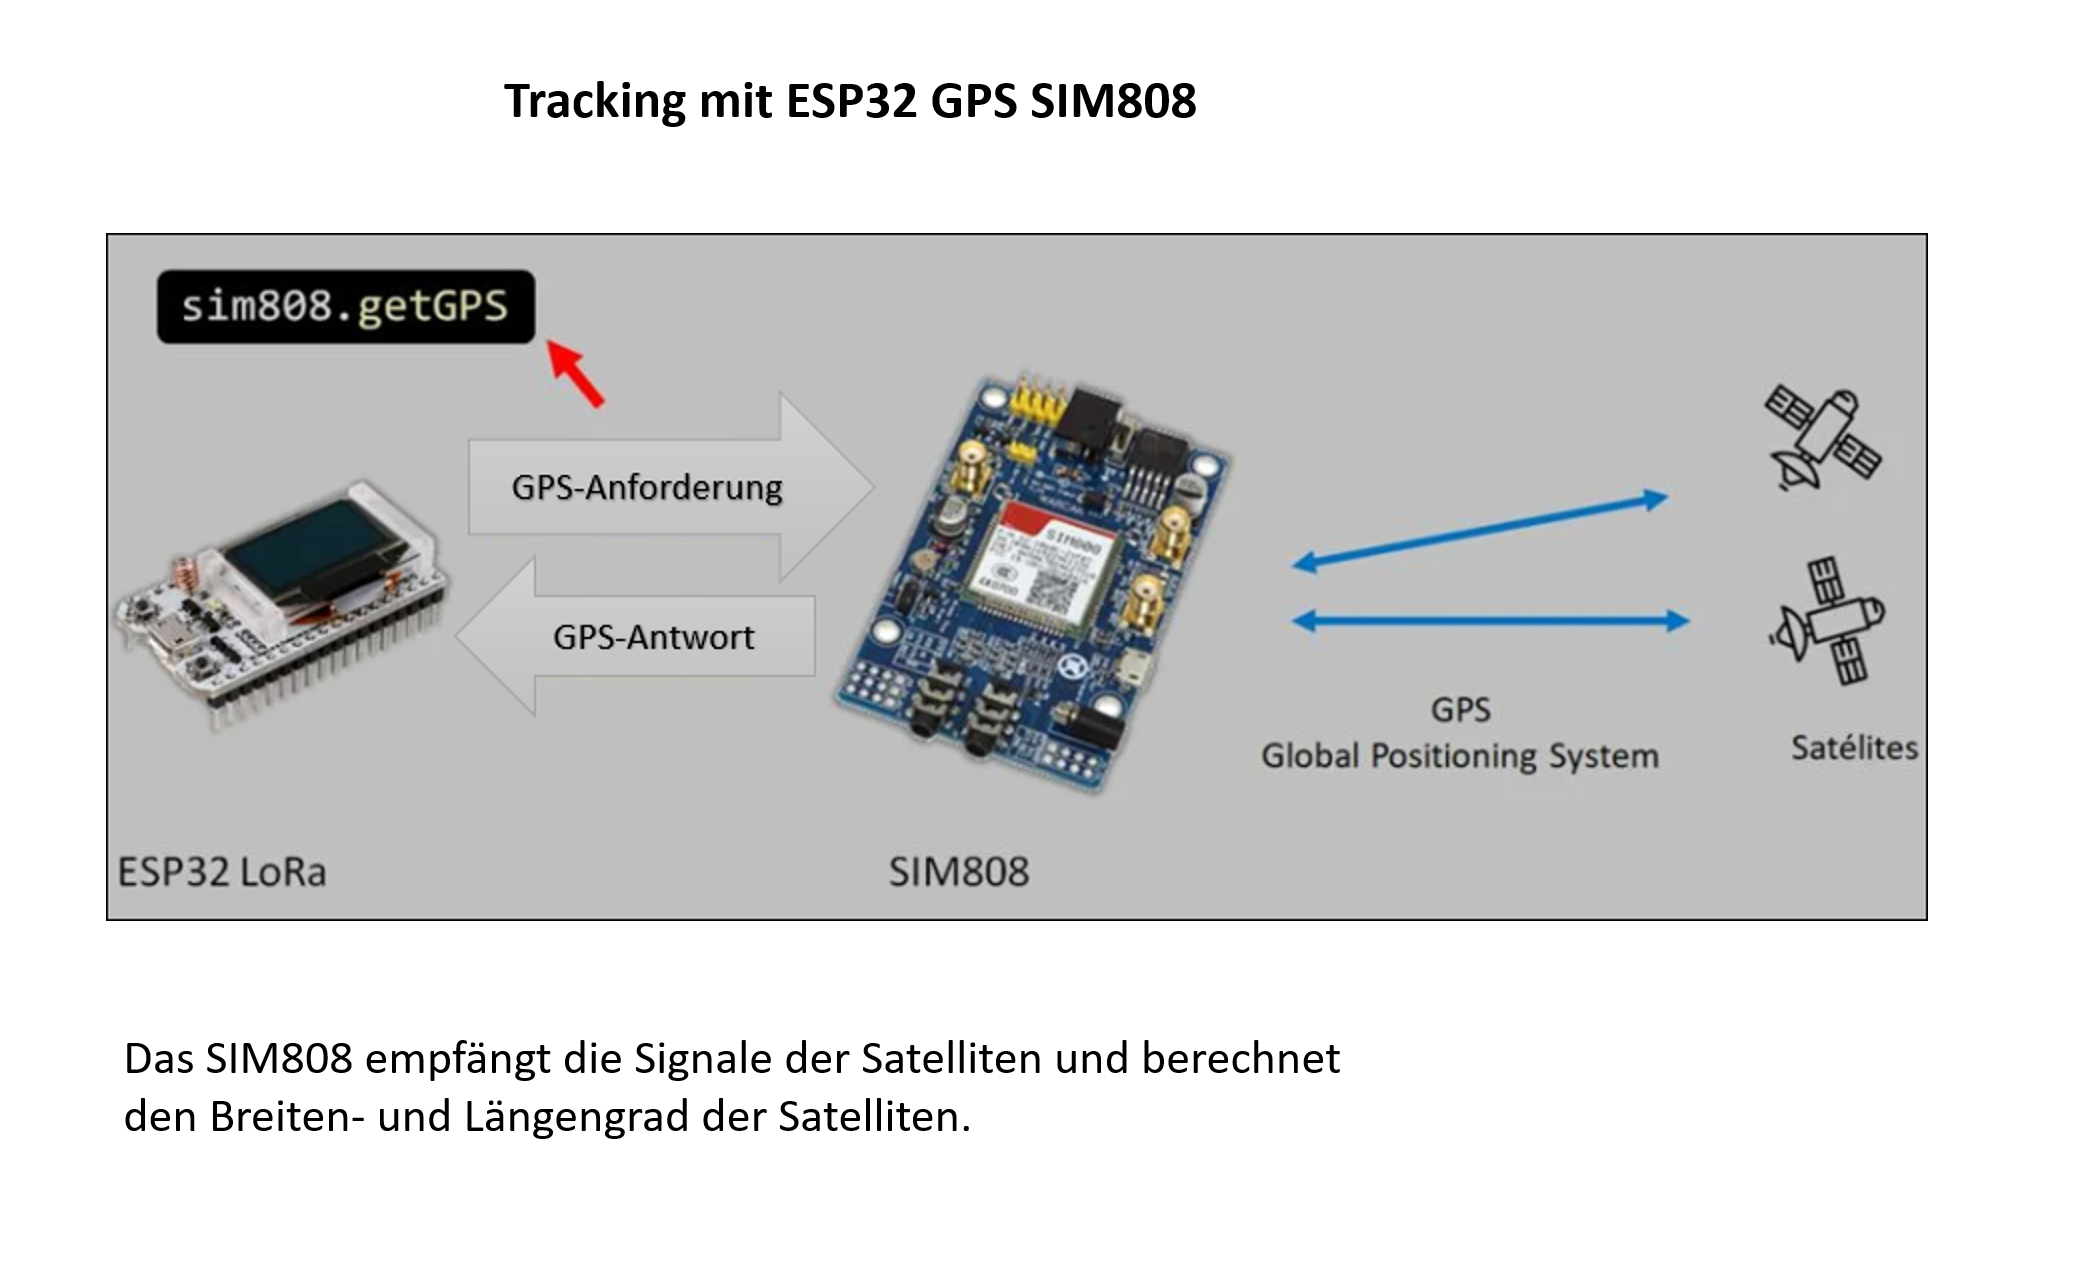 Tracking mit ESP32 GPS SIM808
sim808.getGPS
GPS-Anforderung
GPS-Antwort
GPS
Global Positioning System
Satélites
ESP32 LoRa
SIM808
Das SIM808 empfängt die Signale der Satelliten und berechnet
den Breiten- und Längengrad der Satelliten.